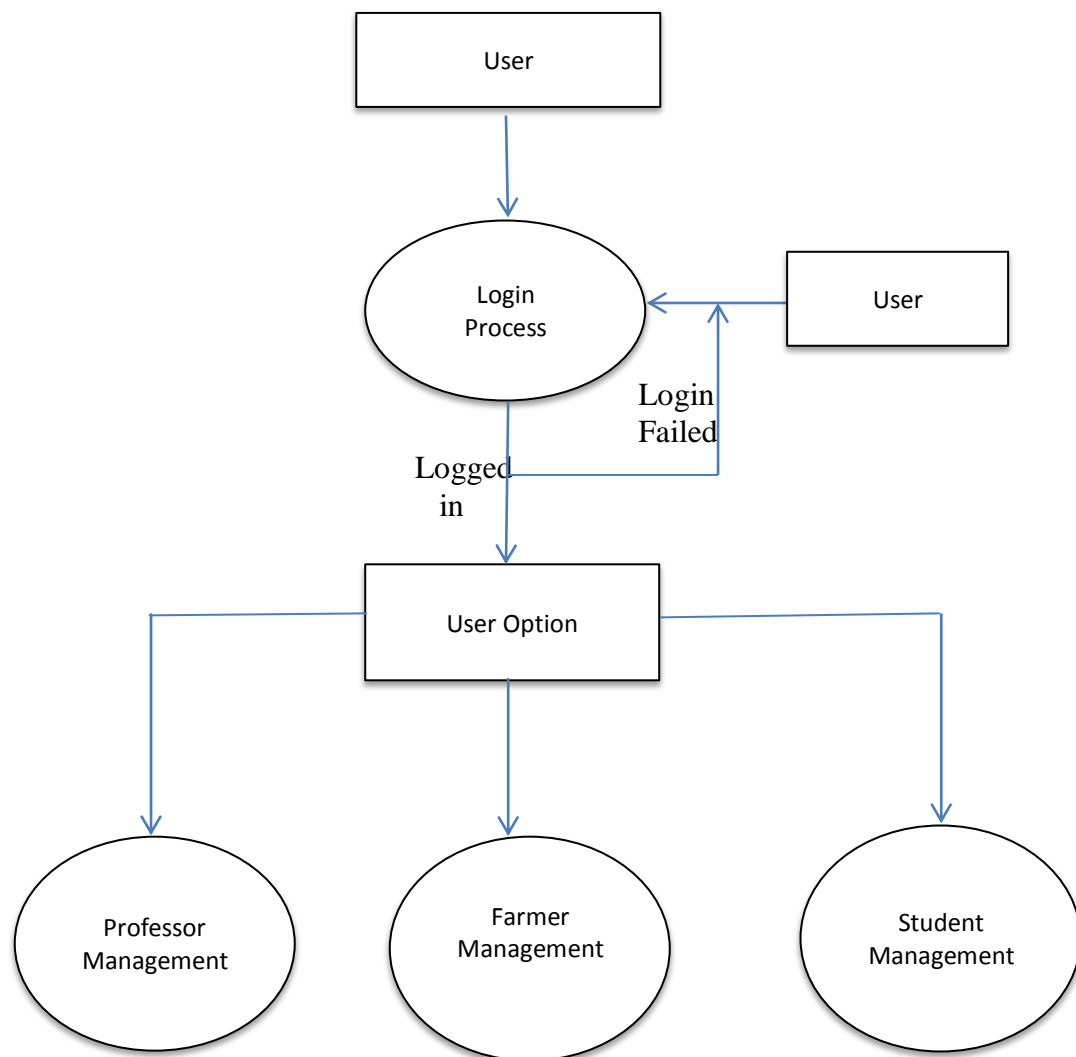 User
Login
Process
User
Login
Failed
Logged
in
User Option
Professor
Management
Farmer
Management
Student
Management